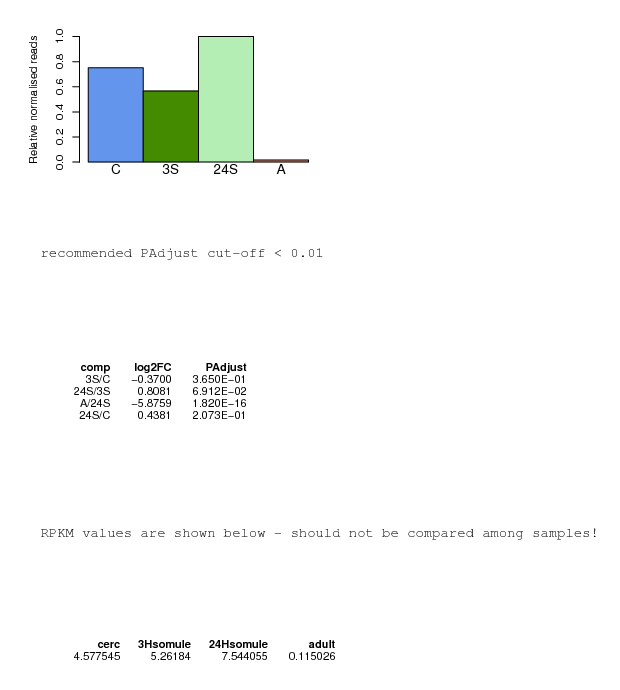 Relative normalised reads
1.0
0.8
0.6
0.4
0.2
0.0
C 3S 24S A
recommended PAdjust cut-off < 0.01
comp log2FC PAdjust
3S/C −0.3700 3.650E−01
24S/3S 0.8081 6.912E−02
A/24S −5.8759 1.820E−16
24S/C 0.4381 2.073E−01
RPKM values are shown below - should not be compared among samples!
cerc 3Hsomule 24Hsomule adult
4.577545 5.26184 7.544055 0.115026